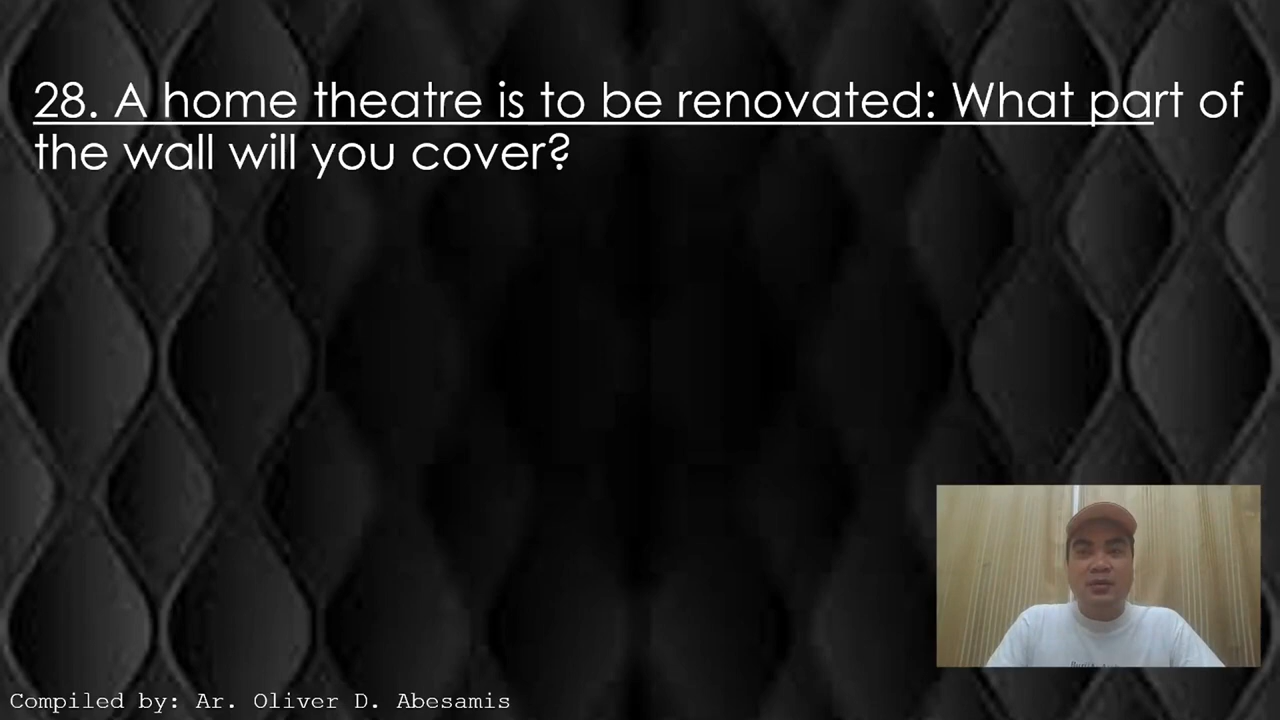 28. A home theatre is to be renovated: What part of
the wall will you cover?
Compiled by: Ar. Oliver D. Abesamis